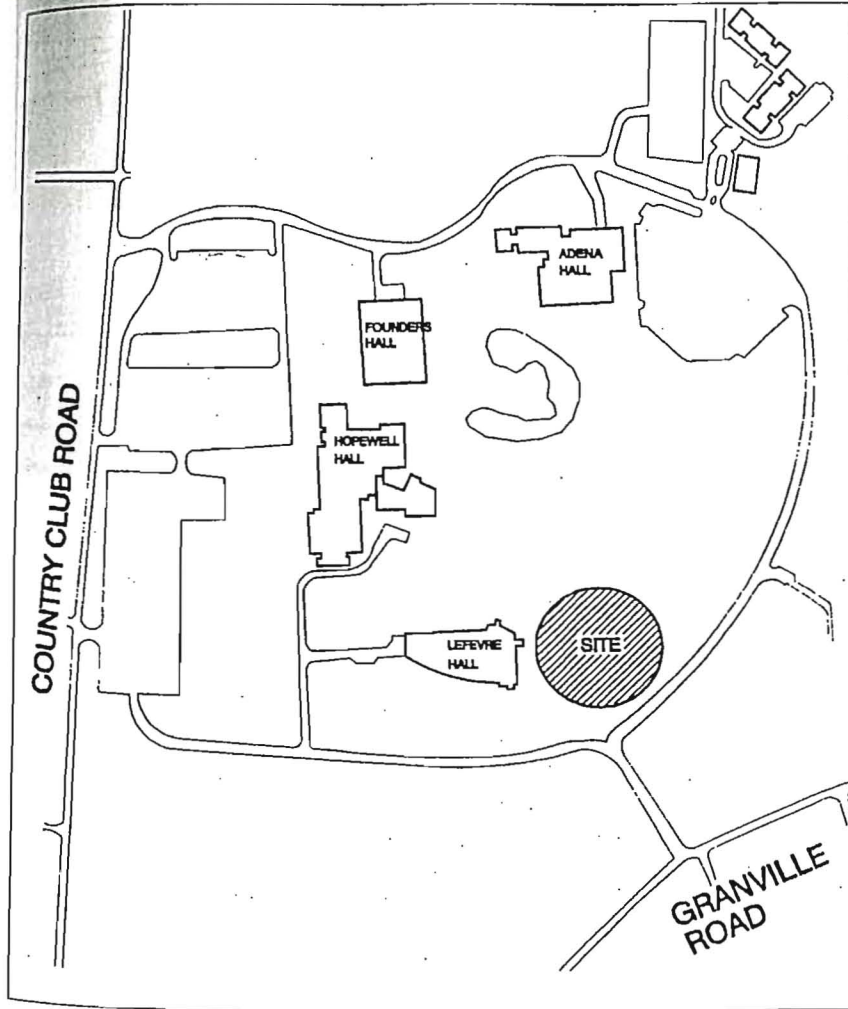 ADENA
HALL
FOUNDERS
HALL
HOPEWELL
HALL
COUNTRY CLUB ROAD
LEFEVRE
HALL
SITE
GRANVILLE
ROAD